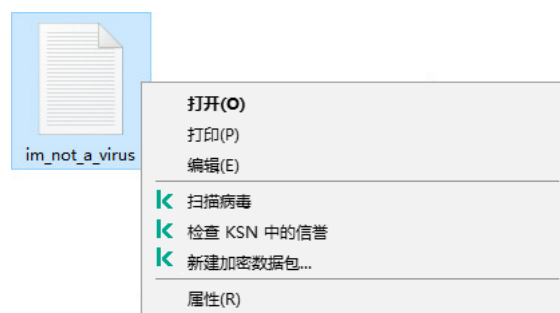 im_not_a_virus
打开(O)
打印(P)
编辑(E)
扫描病毒
检查 KSN 中的信誉
新建加密数据包...
属性(R)